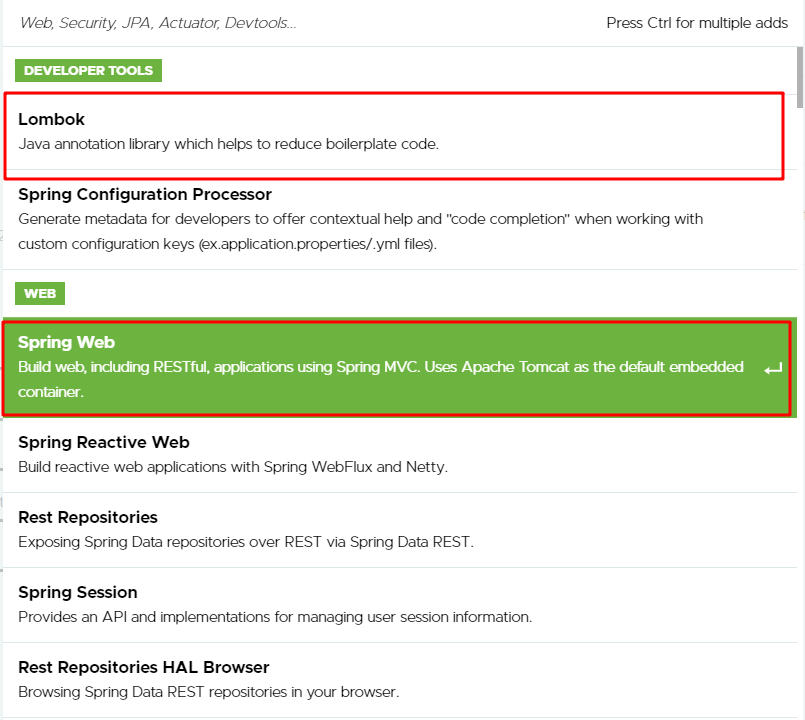 Web, Security, JPA, Actuator, Devtools...
Press Ctrl for multiple adds
DEVELOPER TOOLS
Lombok
Java annotation library which helps to reduce boilerplate code.
Spring Configuration Processor
Generate metadata for developers to offer contextual help and "code completion" when working with
custom configuration keys (ex.application.properties/.yml files).
WEB
Spring Web
Build web, including RESTful, applications using Spring MVC. Uses Apache Tomcat as the default embedded
container.
Spring Reactive Web
Build reactive web applications with Spring WebFlux and Netty.
Rest Repositories
Exposing Spring Data repositories over REST via Spring Data REST.
Spring Session
Provides an API and implementations for managing user session information.
Rest Repositories HAL Browser
Browsing Spring Data REST repositories in your browser.